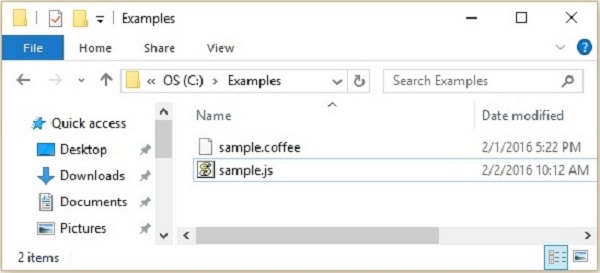 Examples
File Home Share View
« OS (C:) › Examples Search Examples
Name Date modified
Quick access
sample.coffee 2/1/2016 5:22 PM
Desktop
sample.js 2/2/2016 10:12 AM
Downloads
Documents
Pictures
2 items